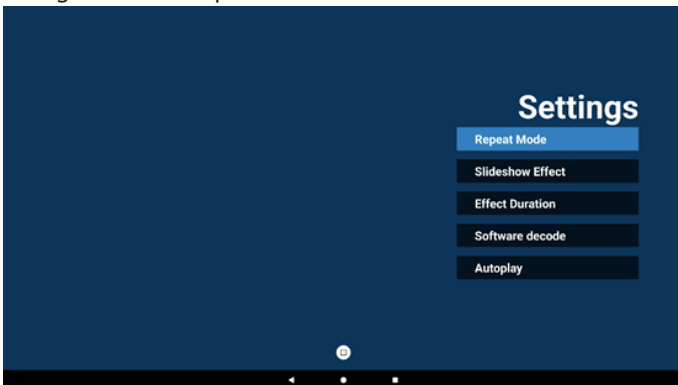 Settings
Repeat Mode
Slideshow Effect
Effect Duration
Software decode
Autoplay